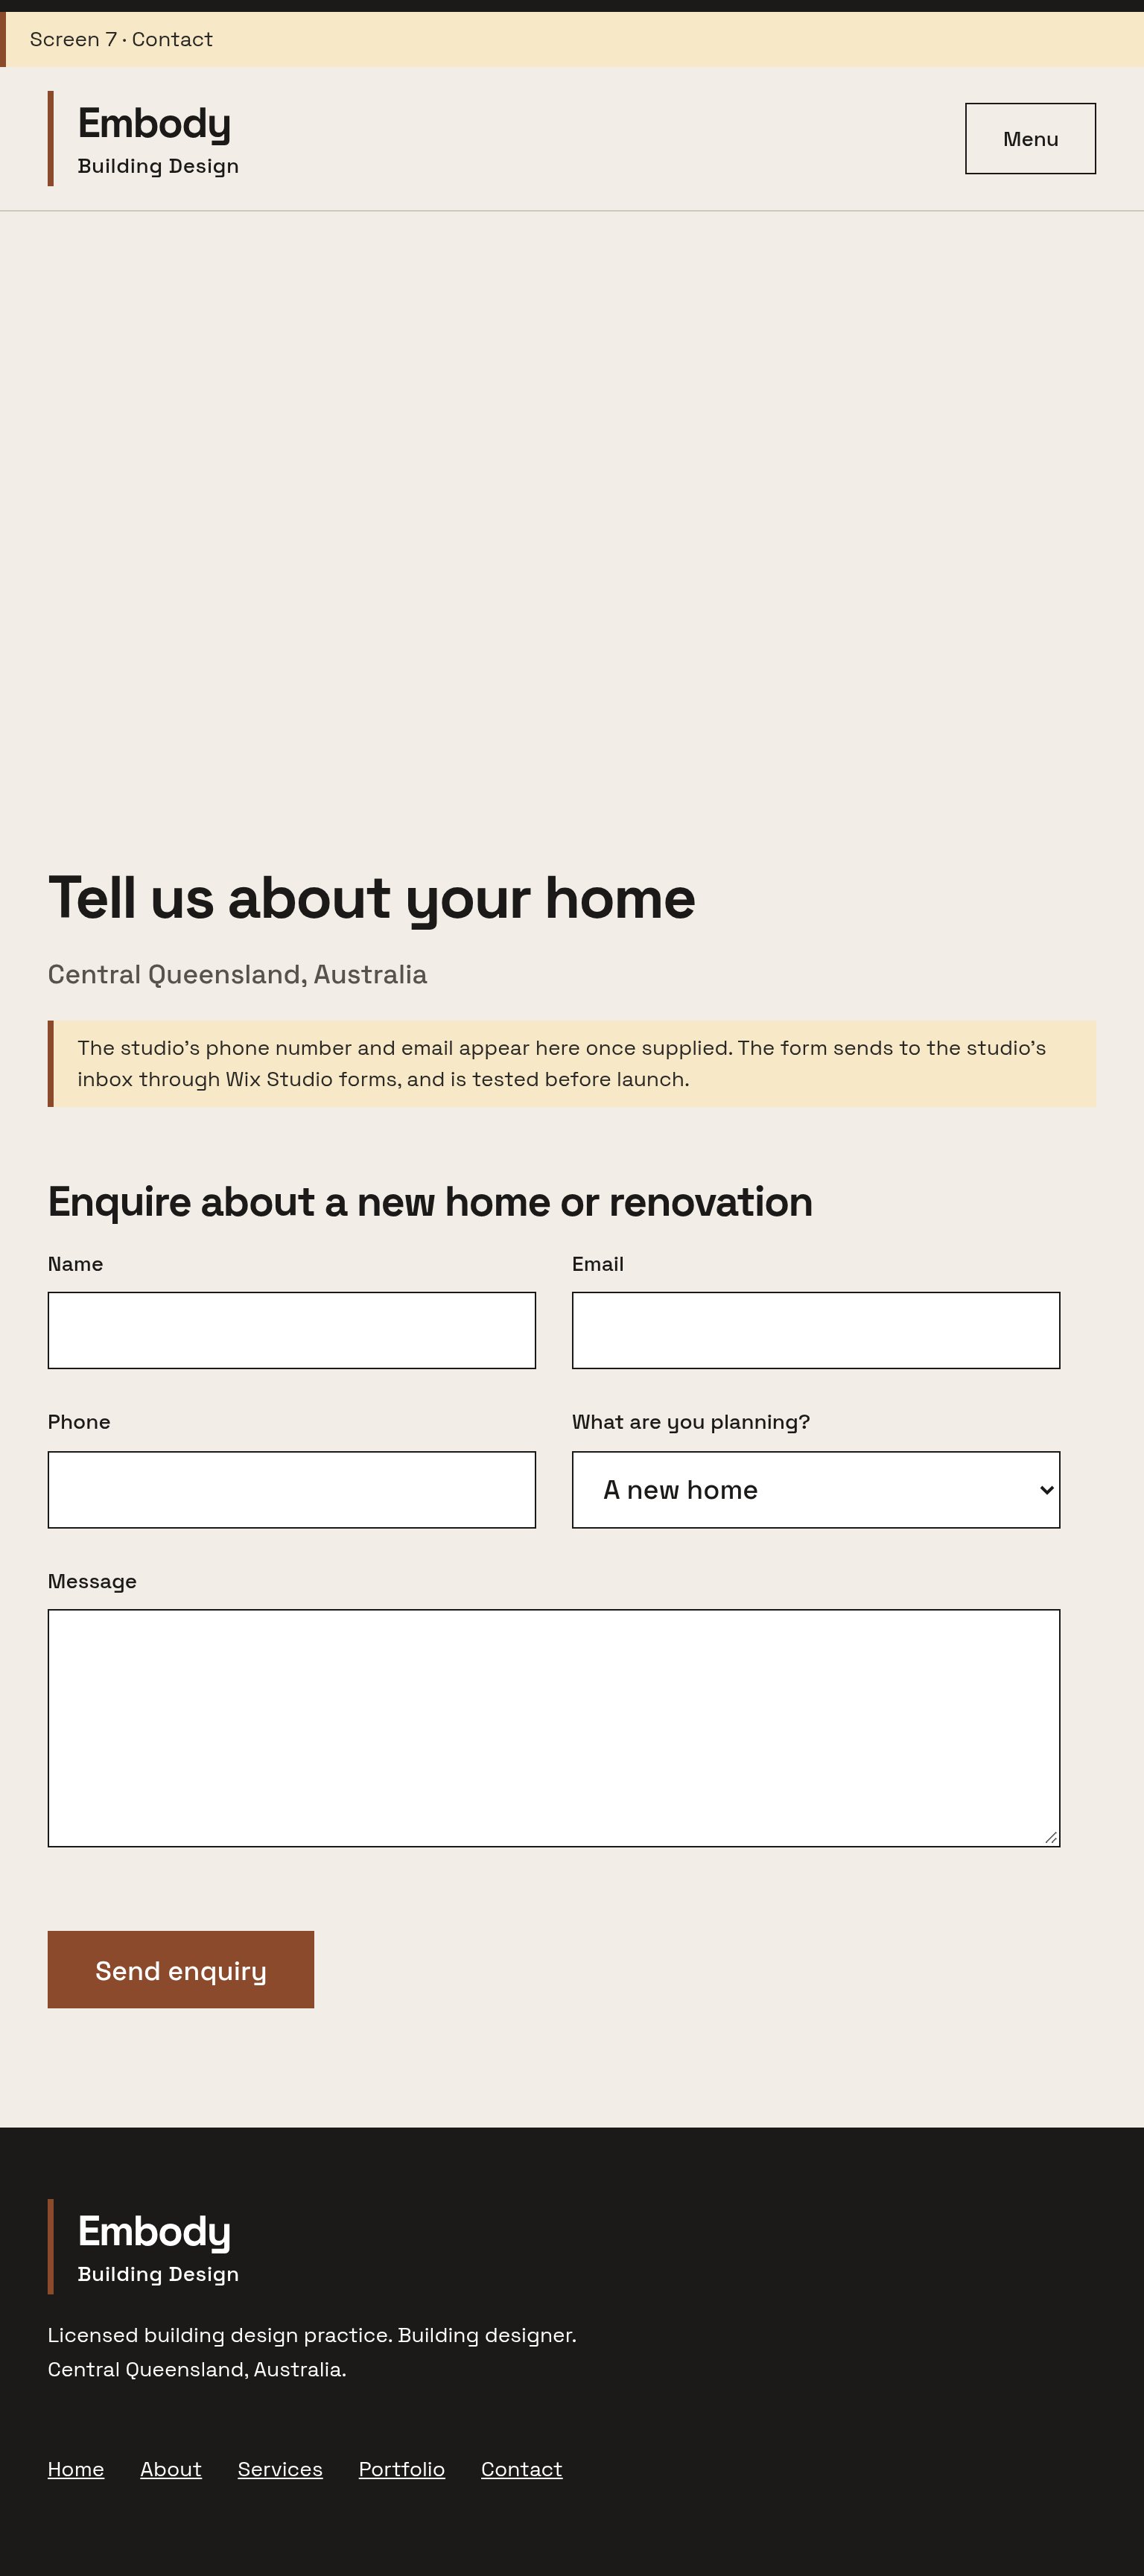 Screen 7 · Contact
Embody
Building Design
Menu
Tell us about your home
Central Queensland, Australia
The studio’s phone number and email appear here once supplied. The form sends to the studio’s
inbox through Wix Studio forms, and is tested before launch.
Enquire about a new home or renovation
Name
Email
Phone
What are you planning?
A new home
Message
Send enquiry
Embody
Building Design
Licensed building design practice. Building designer.
Central Queensland, Australia.
Home About Services Portfolio Contact